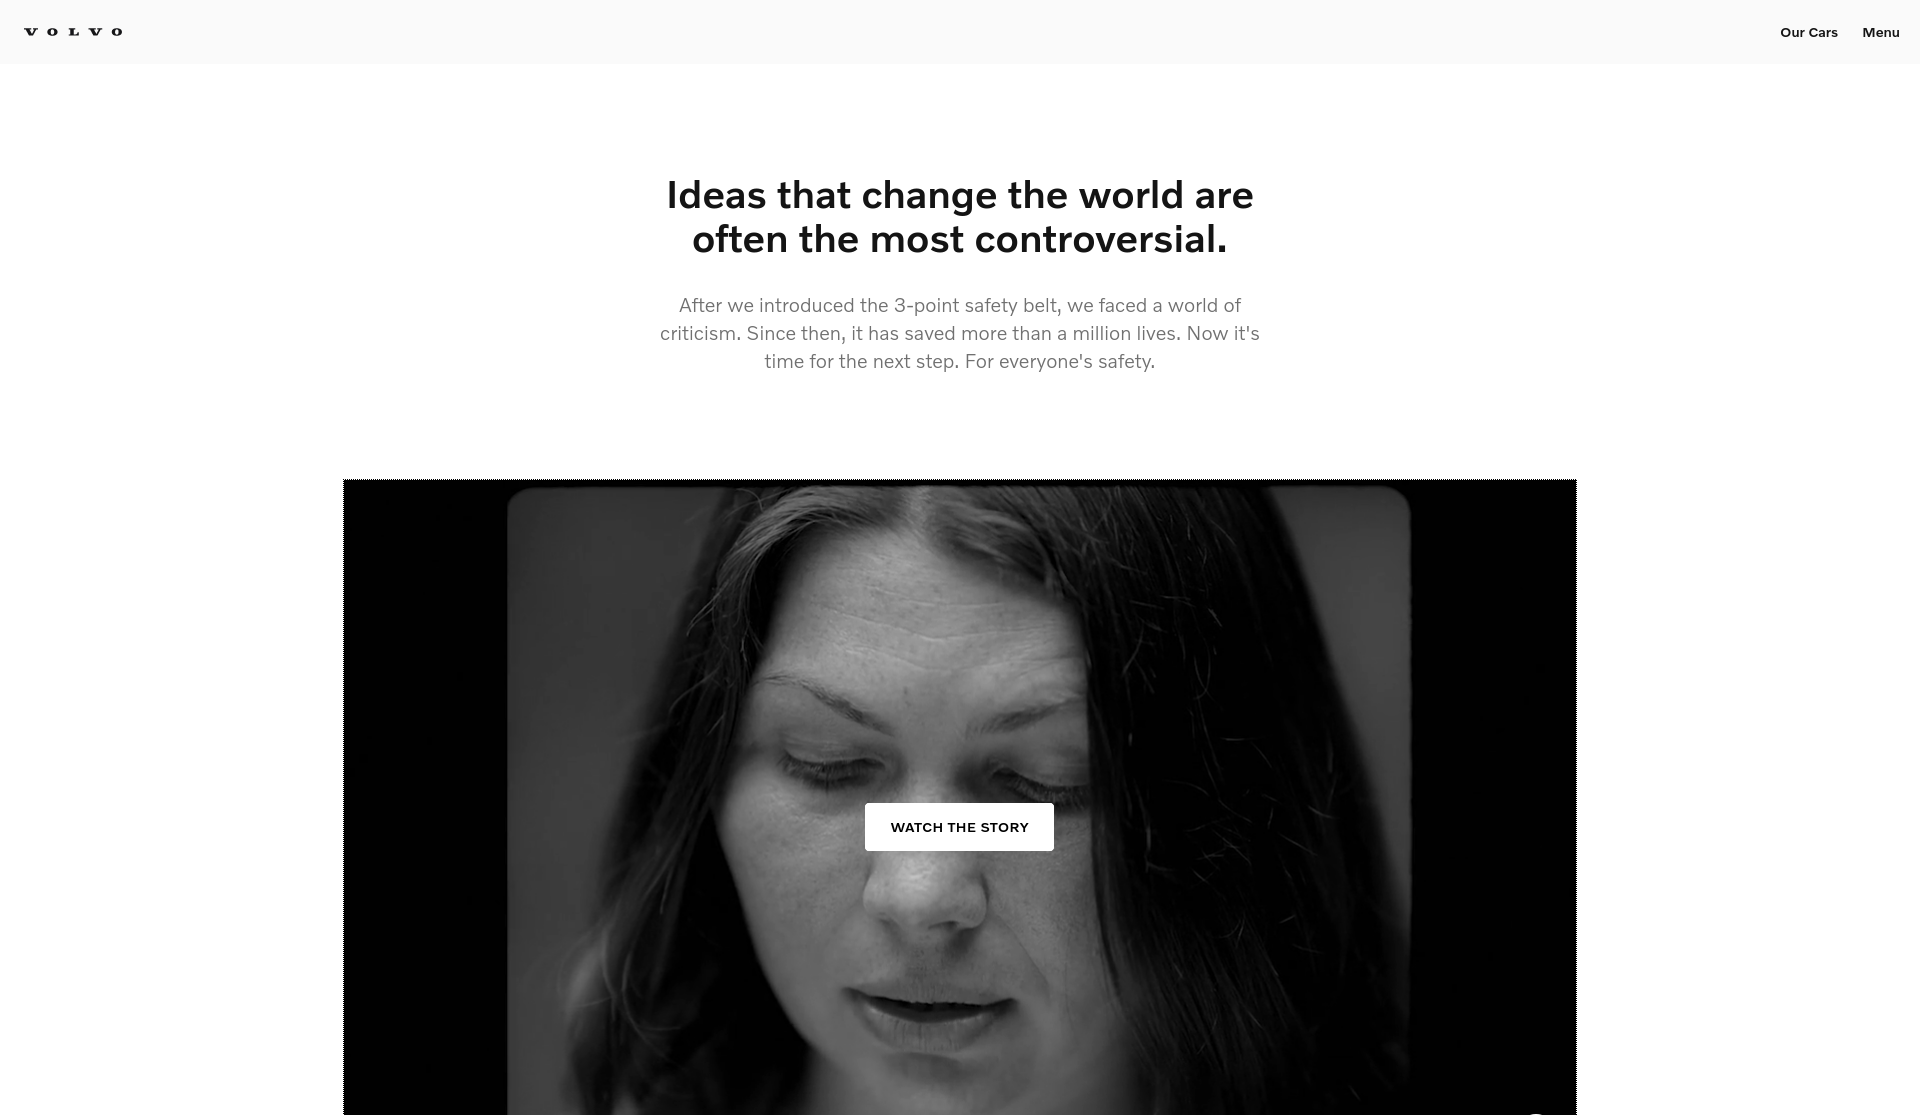 VOLVO
Our Cars Menu
Ideas that change the world are
often the most controversial.
After we introduced the 3-point safety belt, we faced a world of
criticism. Since then, it has saved more than a million lives. Now it's
time for the next step. For everyone's safety.
WATCH THE STORY